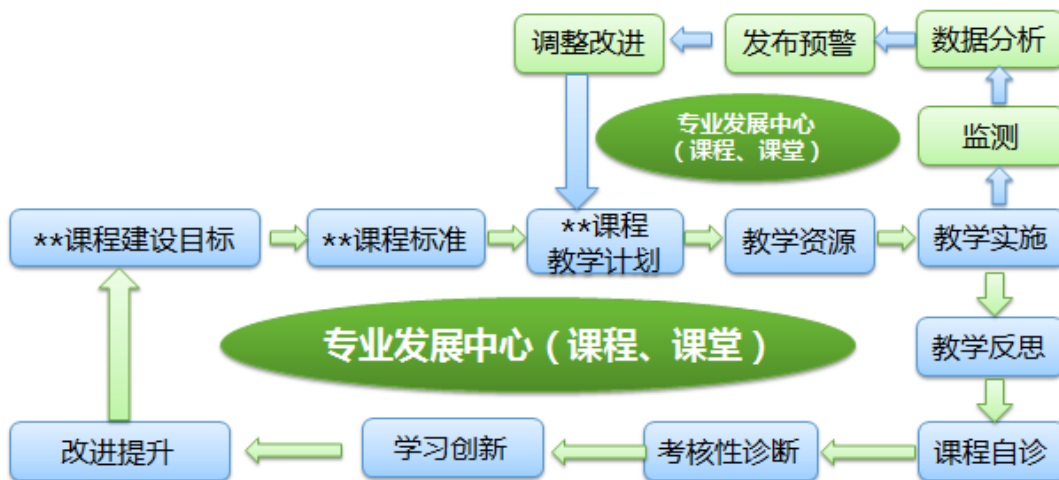 调整改进
发布预警
数据分析
专业发展中心
（课程、课堂）
监测
**课程建设目标
**课程标准
**课程
教学计划
教学资源
教学实施
专业发展中心（课程、课堂）
教学反思
改进提升
学习创新
考核性诊断
课程自诊